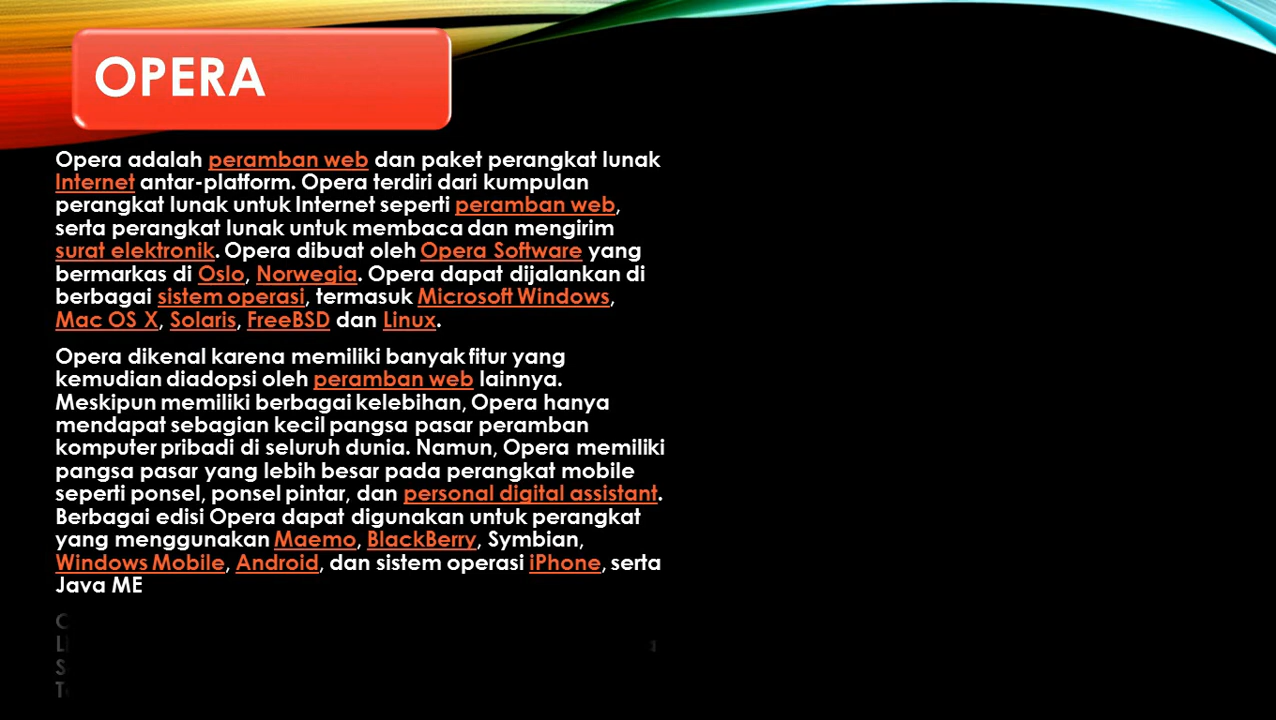 OPERA
Opera adalah peramban web dan paket perangkat lunak
Internet antar-platform. Opera terdiri dari kumpulan
perangkat lunak untuk Internet seperti peramban web,
serta perangkat lunak untuk membaca dan mengirim
surat elektronik. Opera dibuat oleh Opera Software yang
bermarkas di Oslo, Norwegia. Opera dapat dijalankan di
berbagai sistem operasi, termasuk Microsoft Windows,
Mac OS X, Solaris, FreeBSD dan Linux.
Opera dikenal karena memiliki banyak fitur yang
kemudian diadopsi oleh peramban web lainnya.
Meskipun memiliki berbagai kelebihan, Opera hanya
mendapat sebagian kecil pangsa pasar peramban
komputer pribadi di seluruh dunia. Namun, Opera memiliki
pangsa pasar yang lebih besar pada perangkat mobile
seperti ponsel, ponsel pintar, dan personal digital assistant.
Berbagai edisi Opera dapat digunakan untuk perangkat
yang menggunakan Maemo, BlackBerry, Symbian,
Windows Mobile, Android, dan sistem operasi iPhone, serta
Java ME